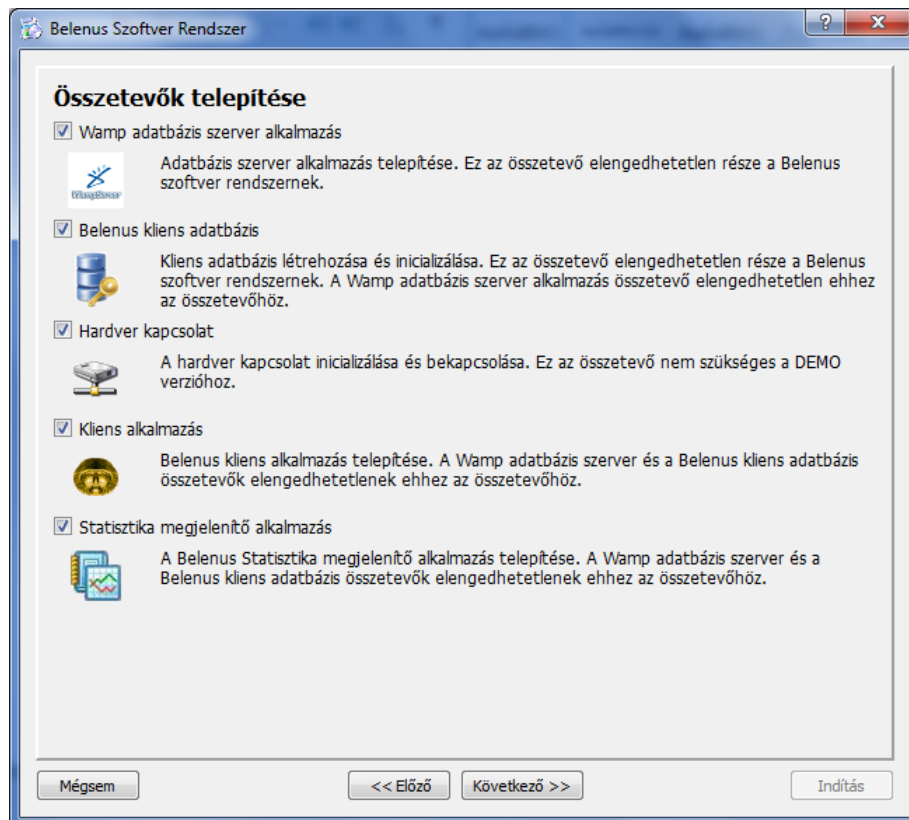 Belenus Szoftver Rendszer
Összetevők telepítése
Wamp adatbázis szerver alkalmazás
Adatbázis szerver alkalmazás telepítése. Ez az összetevő elengedhetetlen része a Belenus
szoftver rendszernek.
WampServer
Belenus kliens adatbázis
Kliens adatbázis létrehozása és inicializálása. Ez az összetevő elengedhetetlen része a Belenus
szoftver rendszernek. A Wamp adatbázis szerver alkalmazás összetevő elengedhetetlen ehhez
az összetevőhöz.
Hardver kapcsolat
A hardver kapcsolat inicializálása és bekapcsolása. Ez az összetevő nem szükséges a DEMO
verzióhoz.
Kliens alkalmazás
Belenus kliens alkalmazás telepítése. A Wamp adatbázis szerver és a Belenus kliens adatbázis
összetevők elengedhetetlenek ehhez az összetevőhöz.
Statisztika megjelenítő alkalmazás
A Belenus Statisztika megjelenítő alkalmazás telepítése. A Wamp adatbázis szerver és a
Belenus kliens adatbázis összetevők elengedhetetlenek ehhez az összetevőhöz.
Mégsem
<< Előző
Következő >>
Indítás